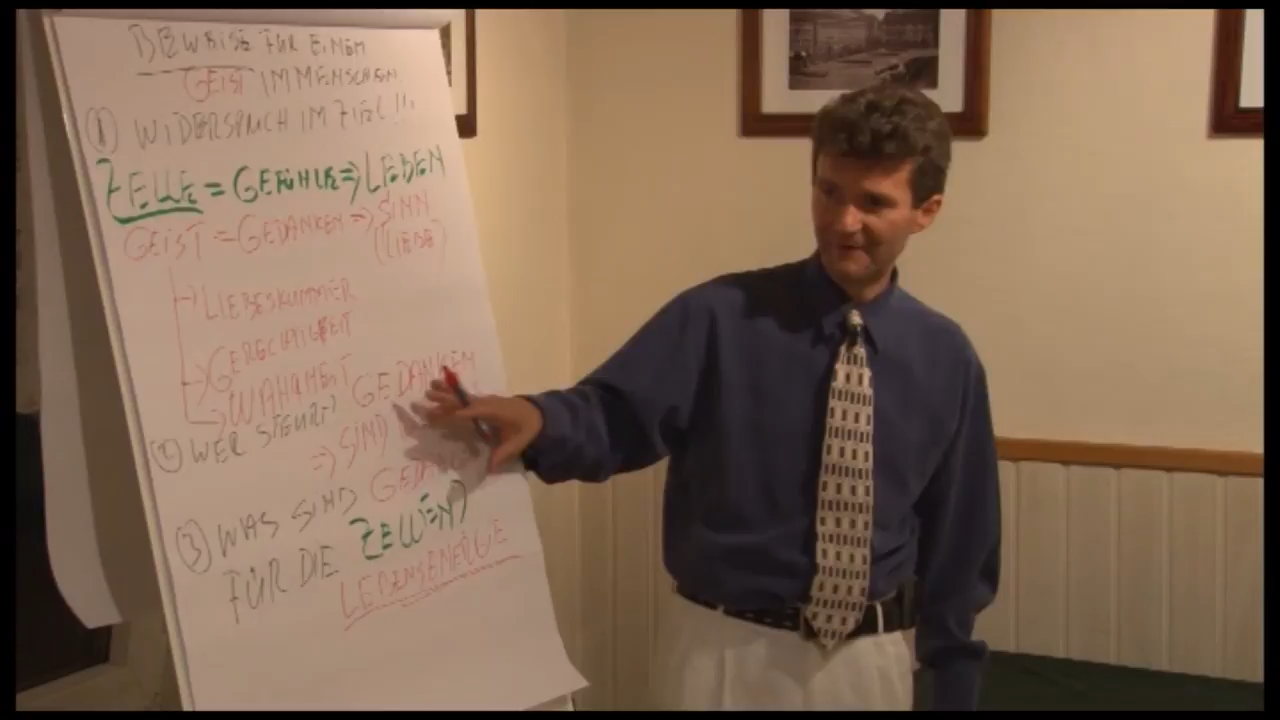 BEWEISE FÜR EINEN
GEIST IM MENSCHEN
① WIDERSPRUCH IM ZIEL!!!
ZELLE = GEFÜHLE => LEBEN
GEIST = GEDANKEN => SINN
(LIEBE)
-> LIEBESKUMMER
-> GERECHTIGKEIT
-> WAHRHEIT
② WER STEUERT GEDANKEN
=> SIND
③ WAS SIND
FÜR DIE ZELLEN?
LEBENSENERGIE